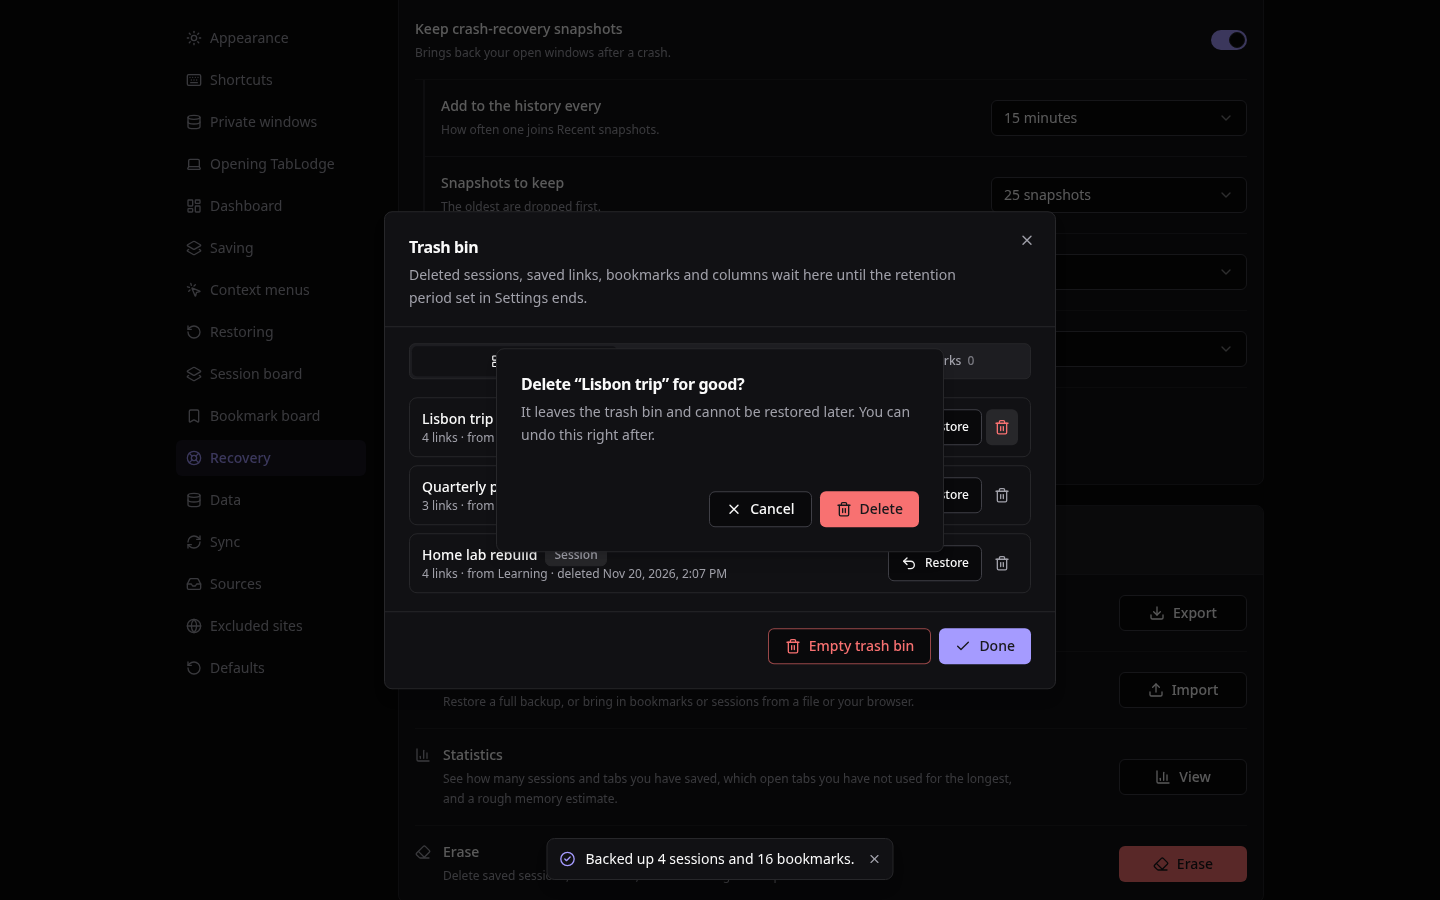 Appearance
Shortcuts
Private windows
Opening TabLodge
Dashboard
Saving
Context menus
Restoring
Session board
Bookmark board
Recovery
Data
Sync
Sources
Excluded sites
Defaults
Keep crash-recovery snapshots
Brings back your open windows after a crash.
Add to the history every
How often one joins Recent snapshots.
15 minutes
Snapshots to keep
The oldest are dropped first.
25 snapshots
Trash bin
Deleted sessions, saved links, bookmarks and columns wait here until the retention
period set in Settings ends.
0
Delete “Lisbon trip” for good?
It leaves the trash bin and cannot be restored later. You can
undo this right after.
Cancel
Delete
Lisbon trip
4 links · from
Quarterly
3 links · from
Home lab rebuild
Session
4 links · from Learning · deleted Nov 20, 2026, 2:07 PM
Restore
Empty trash bin
Done
Export
Restore a full backup, or bring in bookmarks or sessions from a file or your browser.
Import
Statistics
See how many sessions and tabs you have saved, which open tabs you have not used for the longest,
and a rough memory estimate.
View
Erase
Delete saved
Erase
Backed up 4 sessions and 16 bookmarks.